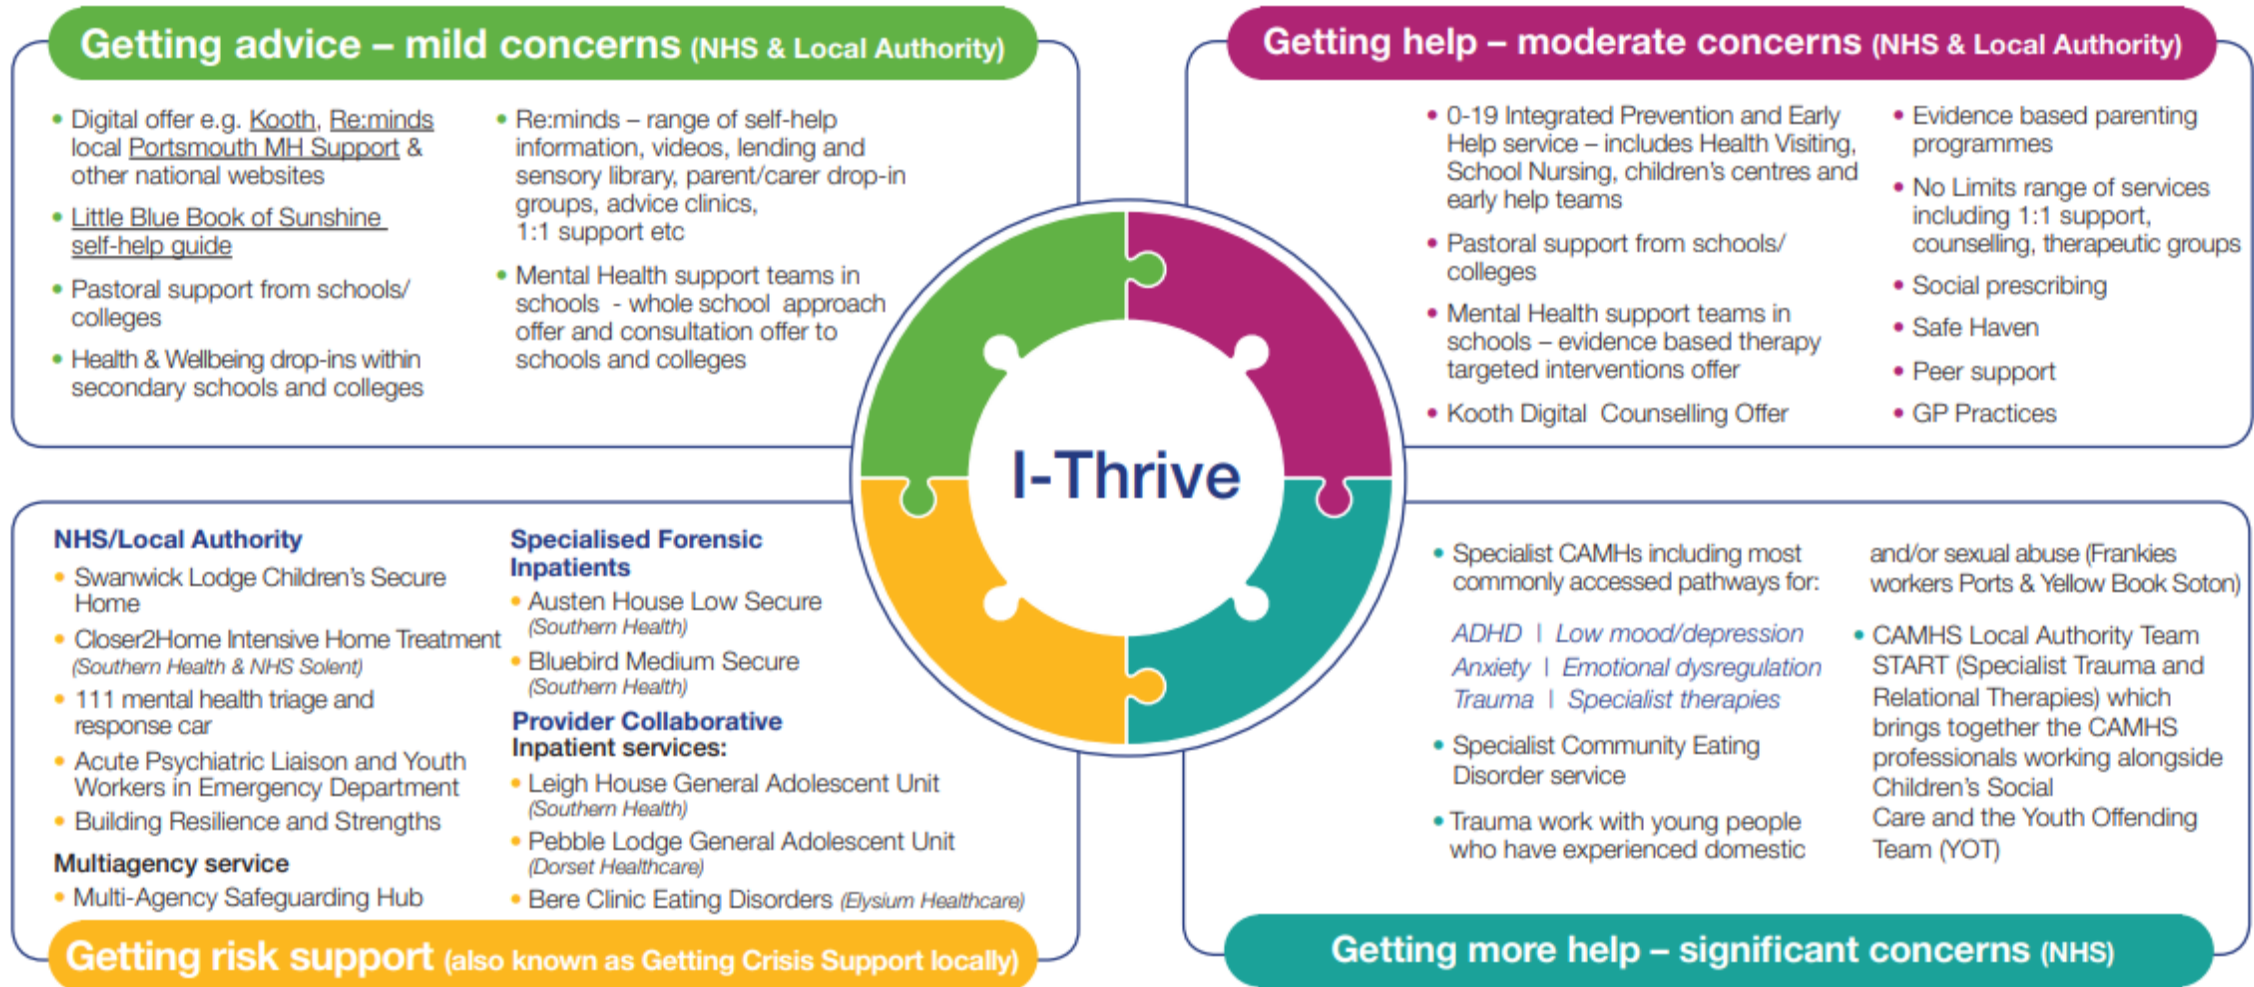 Getting advice – mild concerns (NHS & Local Authority)
• Digital offer e.g. Kooth, Re:minds
local Portsmouth MH Support &
other national websites
• Little Blue Book of Sunshine
self-help guide
• Pastoral support from schools/
colleges
• Health & Wellbeing drop-ins within
secondary schools and colleges
• Re:minds – range of self-help
information, videos, lending and
sensory library, parent/carer drop-in
groups, advice clinics,
1:1 support etc
• Mental Health support teams in
schools - whole school approach
offer and consultation offer to
schools and colleges
Getting help – moderate concerns (NHS & Local Authority)
• 0-19 Integrated Prevention and Early
Help service – includes Health Visiting,
School Nursing, children's centres and
early help teams
• Pastoral support from schools/
colleges
• Mental Health support teams in
schools – evidence based therapy
targeted interventions offer
• Kooth Digital Counselling Offer
• Evidence based parenting
programmes
• No Limits range of services
including 1:1 support,
counselling, therapeutic groups
• Social prescribing
• Safe Haven
• Peer support
• GP Practices
I-Thrive
NHS/Local Authority
• Swanwick Lodge Children's Secure
Home
• Closer2Home Intensive Home Treatment
(Southern Health & NHS Solent)
• 111 mental health triage and
response car
• Acute Psychiatric Liaison and Youth
Workers in Emergency Department
• Building Resilience and Strengths
Multiagency service
• Multi-Agency Safeguarding Hub
Specialised Forensic
Inpatients
• Austen House Low Secure
(Southern Health)
• Bluebird Medium Secure
(Southern Health)
Provider Collaborative
Inpatient services:
• Leigh House General Adolescent Unit
(Southern Health)
• Pebble Lodge General Adolescent Unit
(Dorset Healthcare)
• Bere Clinic Eating Disorders (Elysium Healthcare)
Getting risk support (also known as Getting Crisis Support locally)
• Specialist CAMHs including most
commonly accessed pathways for:
ADHD | Low mood/depression
Anxiety | Emotional dysregulation
Trauma | Specialist therapies
• Specialist Community Eating
Disorder service
• Trauma work with young people
who have experienced domestic
and/or sexual abuse (Frankies
workers Ports & Yellow Book Soton)
• CAMHS Local Authority Team
START (Specialist Trauma and
Relational Therapies) which
brings together the CAMHS
professionals working alongside
Children's Social
Care and the Youth Offending
Team (YOT)
Getting more help – significant concerns (NHS)